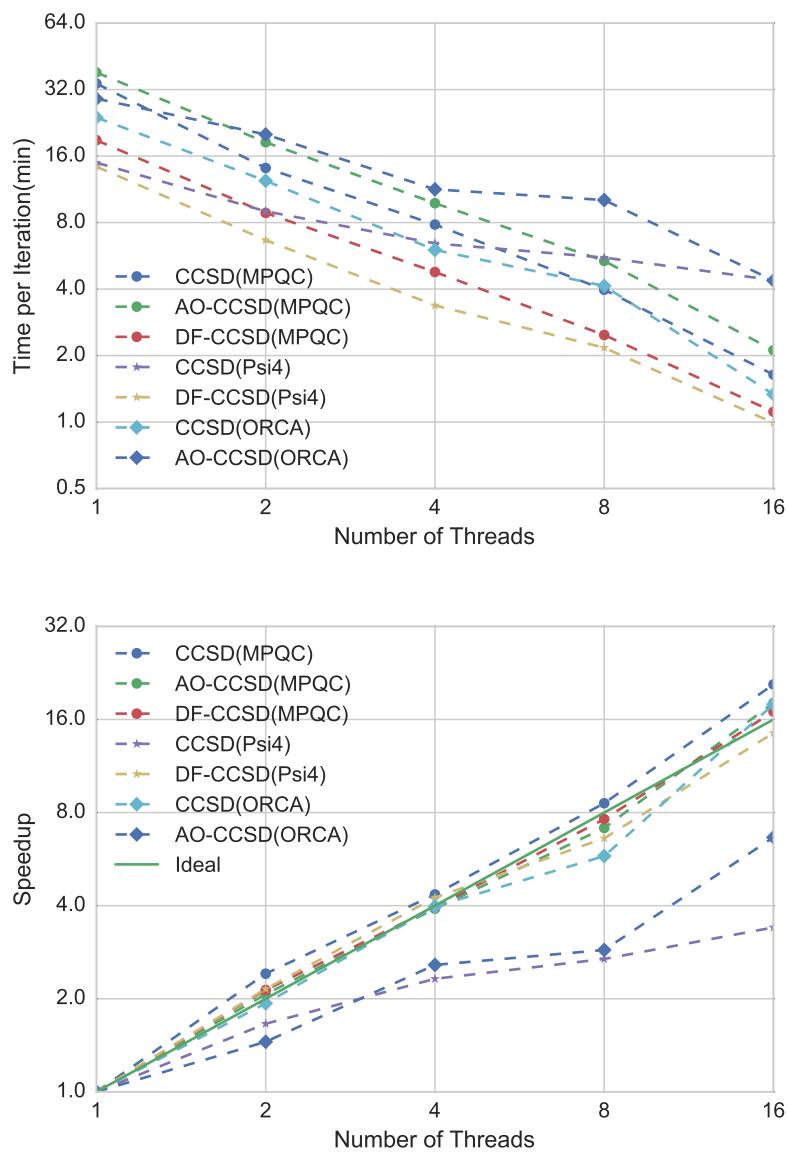 64.0
32.0
16.0
8.0
4.0
2.0
1.0
0.5
Time per Iteration(min)
CCSD(MPQC)
AO-CCSD(MPQC)
DF-CCSD(MPQC)
CCSD(Psi4)
DF-CCSD(Psi4)
CCSD(ORCA)
AO-CCSD(ORCA)
1 2 4 8 16
Number of Threads
32.0
16.0
8.0
4.0
2.0
1.0
Speedup
CCSD(MPQC)
AO-CCSD(MPQC)
DF-CCSD(MPQC)
CCSD(Psi4)
DF-CCSD(Psi4)
CCSD(ORCA)
AO-CCSD(ORCA)
Ideal
1 2 4 8 16
Number of Threads